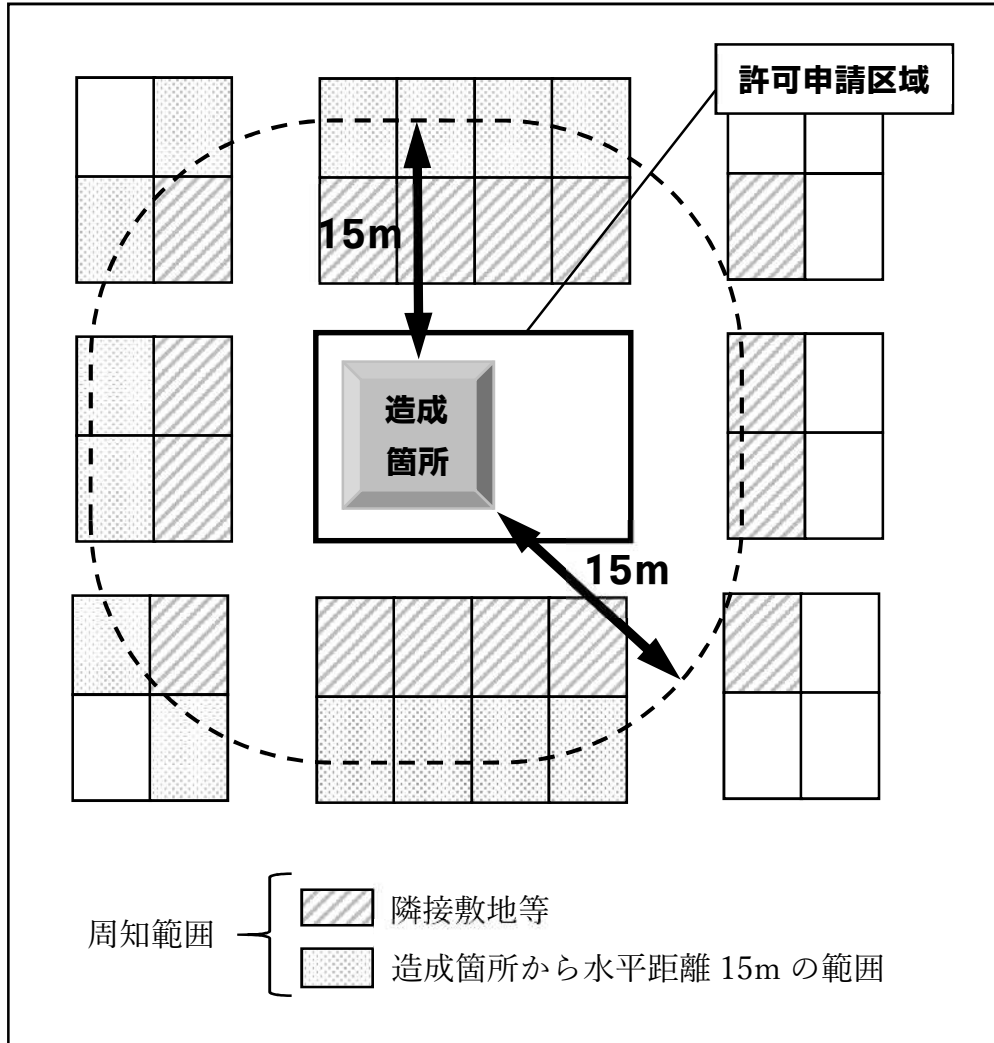 許可申請区域
15m
造成
箇所
15m
周知範囲
隣接敷地等
造成箇所から水平距離 15m の範囲